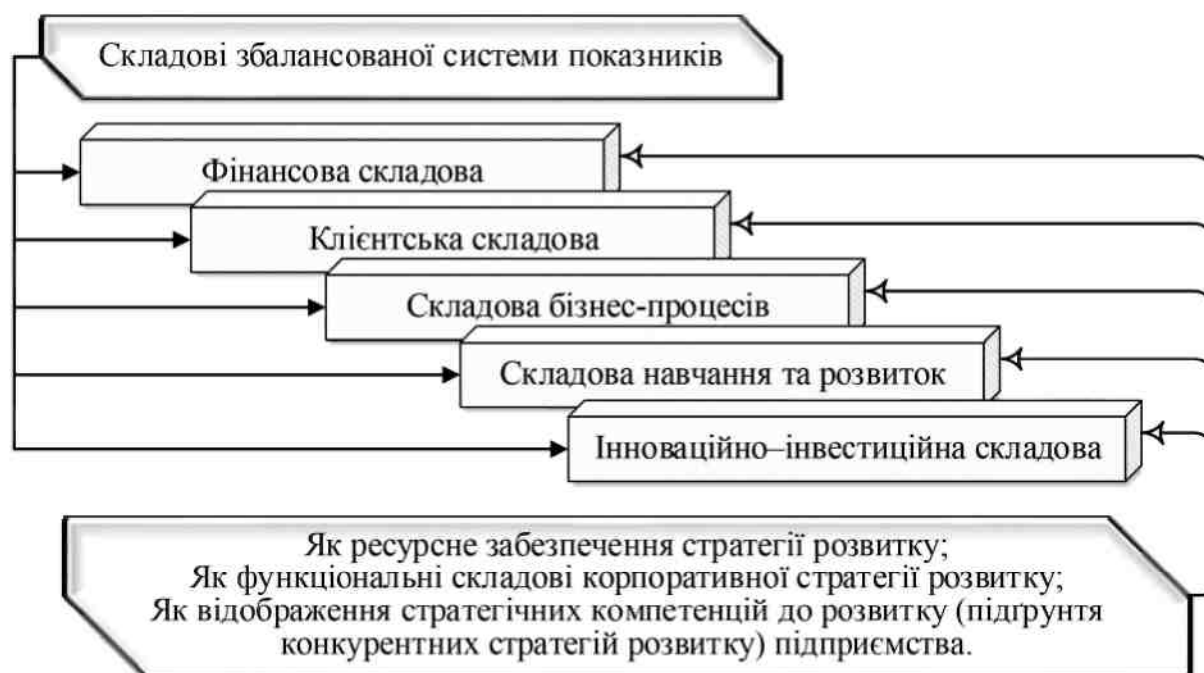 Складові збалансованої системи показників
Фінансова складова
Клієнтська складова
Складова бізнес-процесів
Складова навчання та розвиток
Інноваційно–інвестиційна складова
Як ресурсне забезпечення стратегії розвитку;
Як функціональні складові корпоративної стратегії розвитку;
Як відображення стратегічних компетенцій до розвитку (підґрунтя
конкурентних стратегій розвитку) підприємства.